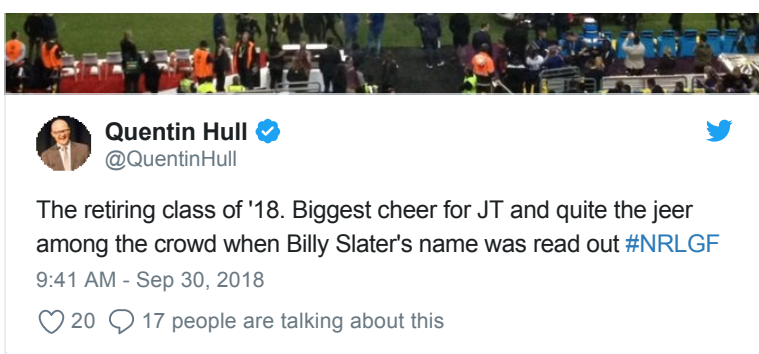 Quentin Hull
@QuentinHull
The retiring class of '18. Biggest cheer for JT and quite the jeer
among the crowd when Billy Slater's name was read out #NRLGF
9:41 AM - Sep 30, 2018
20 17 people are talking about this